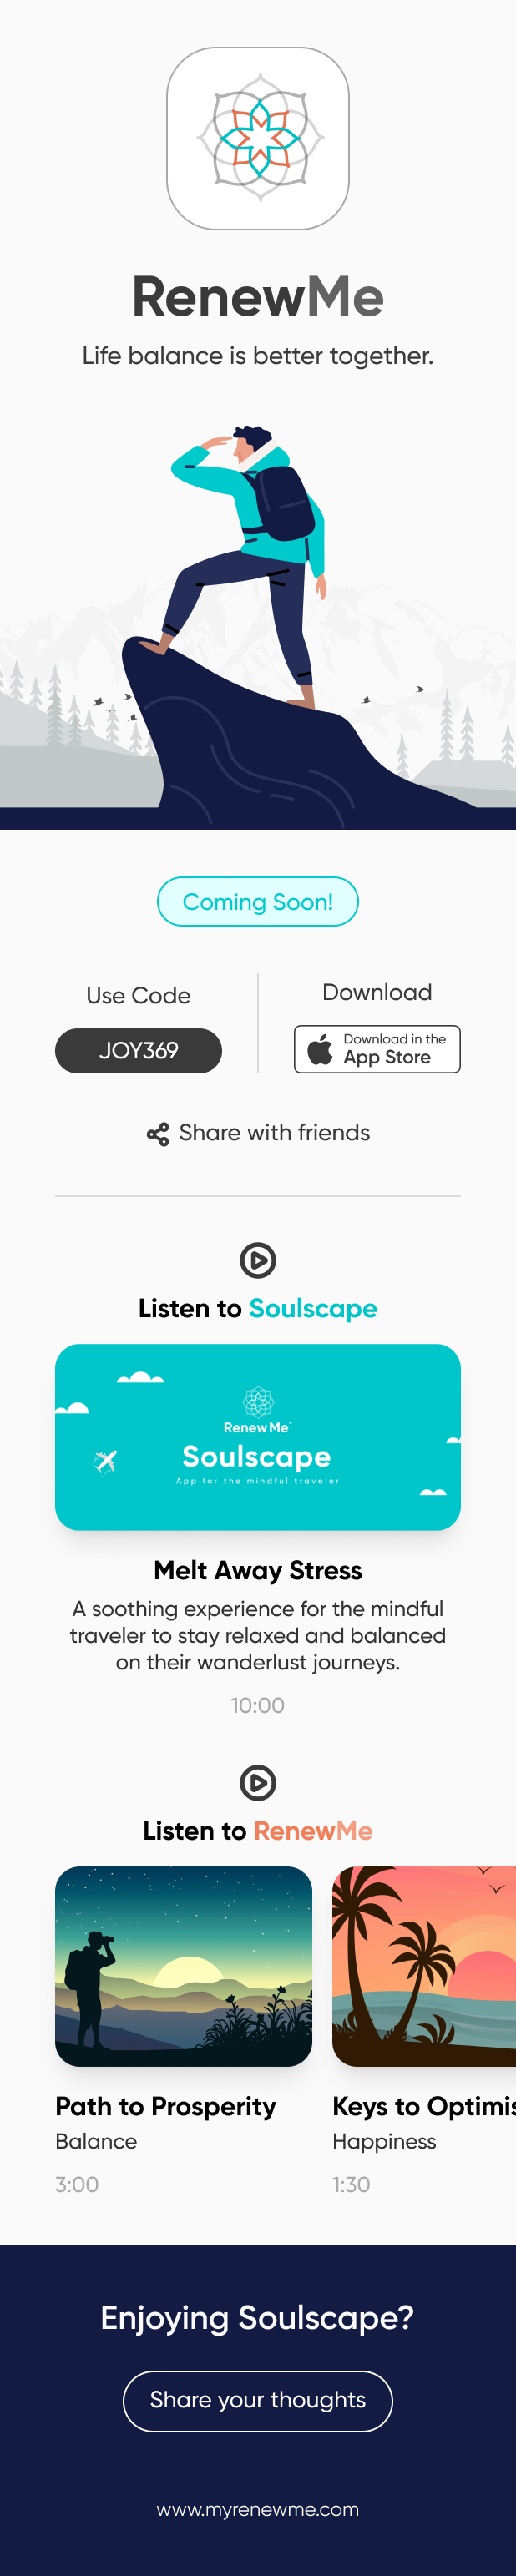 RenewMe
Life balance is better together.
Coming Soon!
Use Code
JOY369
Download
Download in the
App Store
Share with friends
Listen to Soulscape
RenewMe™
Soulscape
App for the mindful traveler
Melt Away Stress
A soothing experience for the mindful
traveler to stay relaxed and balanced
on their wanderlust journeys.
10:00
Listen to RenewMe
Path to Prosperity
Balance
3:00
Keys to Optimis
Happiness
1:30
Enjoying Soulscape?
Share your thoughts
www.myrenewme.com